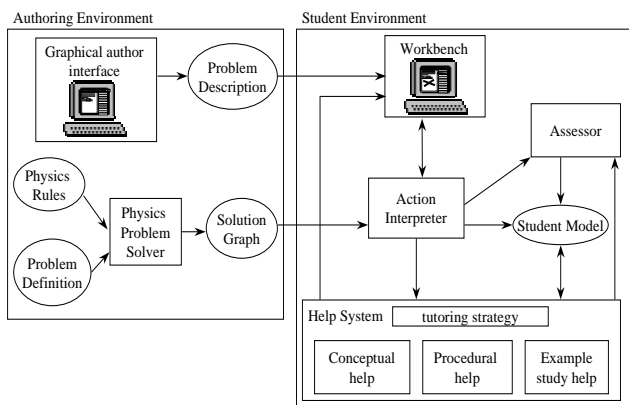 Authoring Environment
Student Environment
Graphical author
interface
Problem
Description
Workbench
Assessor
Physics
Rules
Physics
Problem
Solver
Solution
Graph
Action
Interpreter
Student Model
Problem
Definition
Help System
tutoring strategy
Conceptual
help
Procedural
help
Example
study help